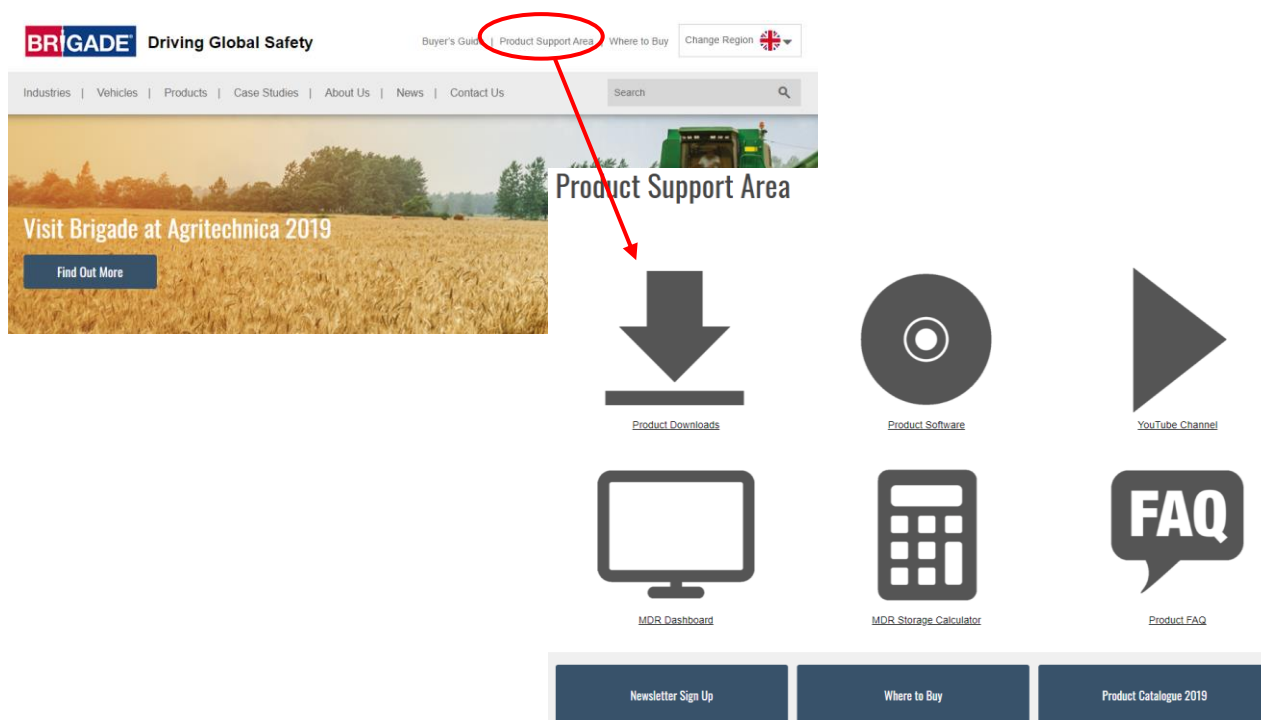 BRIGADE Driving Global Safety
Buyer's Guide | Product Support Area | Where to Buy
Change Region
Industries | Vehicles | Products | Case Studies | About Us | News | Contact Us
Search
Visit Brigade at Agritechnica 2019
Find Out More
Product Support Area
Product Downloads
Product Software
YouTube Channel
FAQ
MDR Dashboard
MDR Storage Calculator
Product FAQ
Newsletter Sign Up
Where to Buy
Product Catalogue 2019